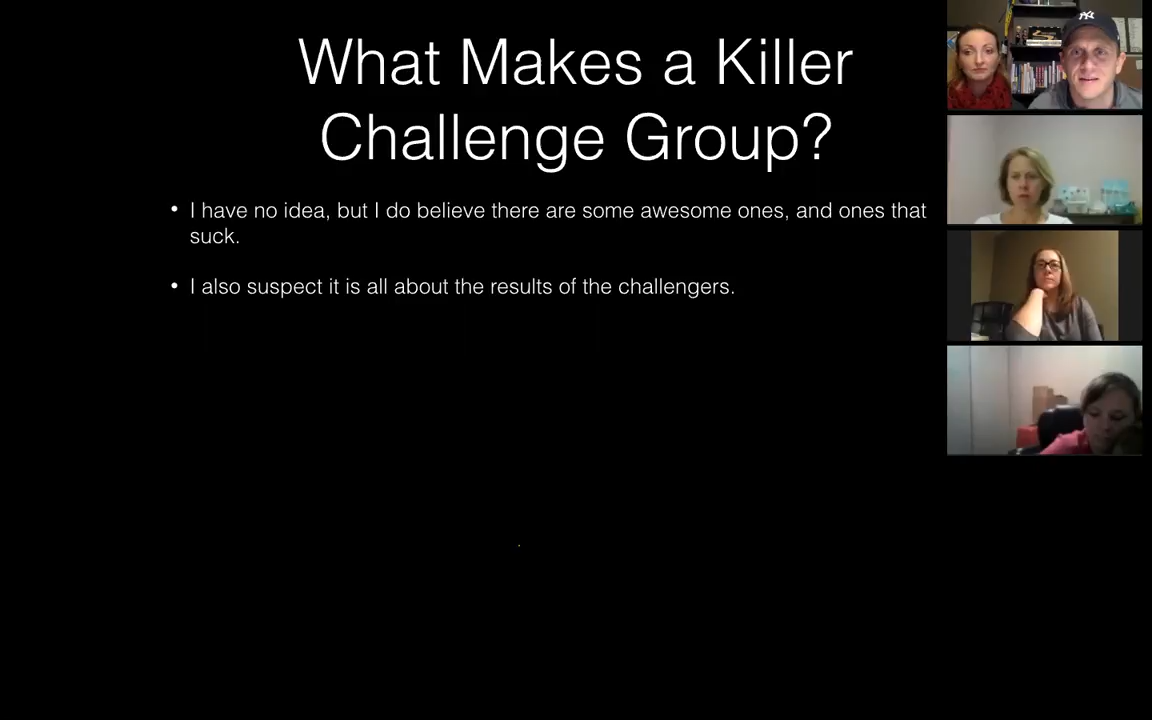 What Makes a Killer
Challenge Group?
• I have no idea, but I do believe there are some awesome ones, and ones that
suck.
• I also suspect it is all about the results of the challengers.